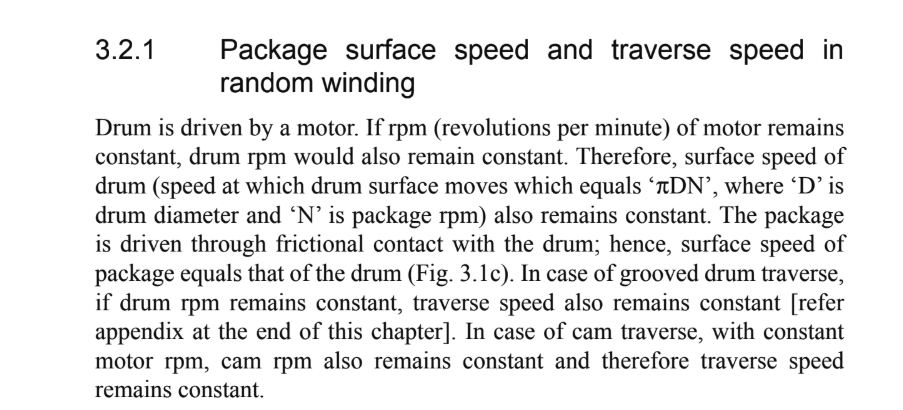 3.2.1 Package surface speed and traverse speed in
random winding
Drum is driven by a motor. If rpm (revolutions per minute) of motor remains
constant, drum rpm would also remain constant. Therefore, surface speed of
drum (speed at which drum surface moves which equals ‘πDN’, where ‘D’ is
drum diameter and ‘N’ is package rpm) also remains constant. The package
is driven through frictional contact with the drum; hence, surface speed of
package equals that of the drum (Fig. 3.1c). In case of grooved drum traverse,
if drum rpm remains constant, traverse speed also remains constant [refer
appendix at the end of this chapter]. In case of cam traverse, with constant
motor rpm, cam rpm also remains constant and therefore traverse speed
remains constant.